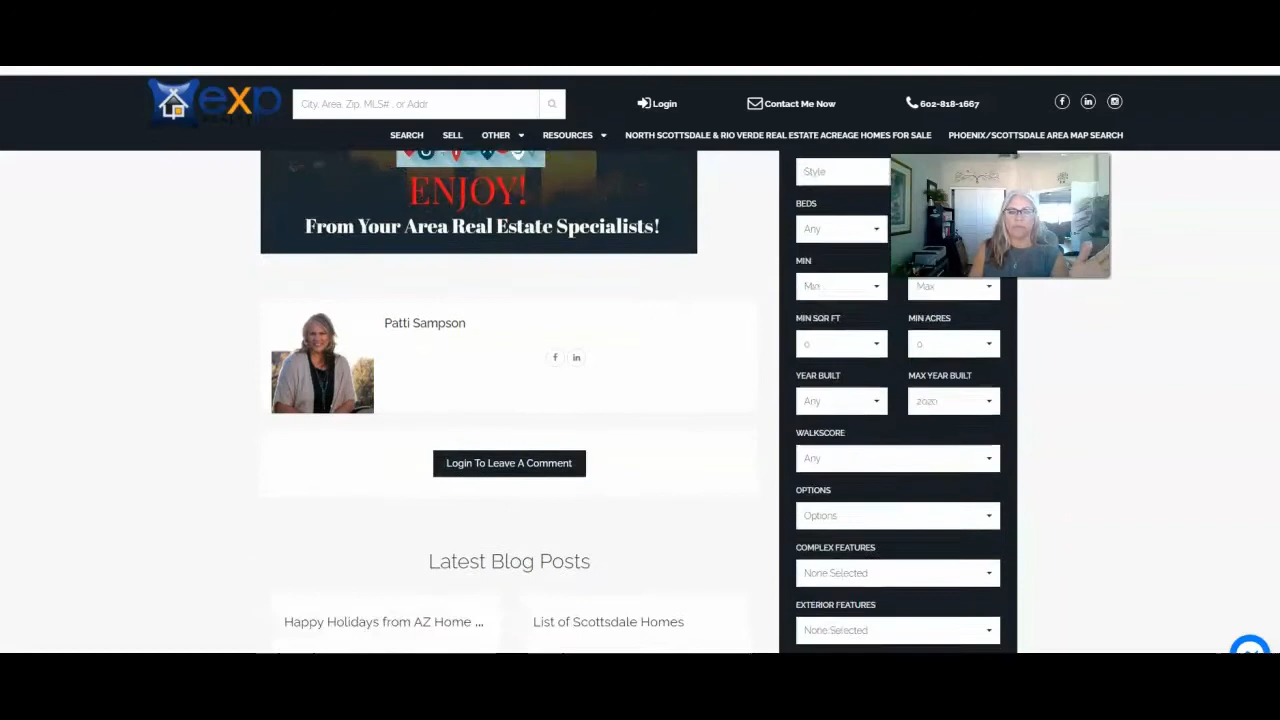 exp
City, Area, Zip, MLS#, or Addr
Login
Contact Me Now
602-818-1667
SEARCH
SELL
OTHER
RESOURCES
NORTH SCOTTSDALE & RIO VERDE REAL ESTATE ACREAGE HOMES FOR SALE
PHOENIX/SCOTTSDALE AREA MAP SEARCH
ENJOY!
From Your Area Real Estate Specialists!
Patti Sampson
Login To Leave A Comment
Latest Blog Posts
Happy Holidays from AZ Home ...
List of Scottsdale Homes
Style
BEDS
Any
MIN
Max
MIN SQR FT
MIN ACRES
0
0
YEAR BUILT
MAX YEAR BUILT
Any
2020
WALKSCORE
Any
OPTIONS
Options
COMPLEX FEATURES
None Selected
EXTERIOR FEATURES
None Selected